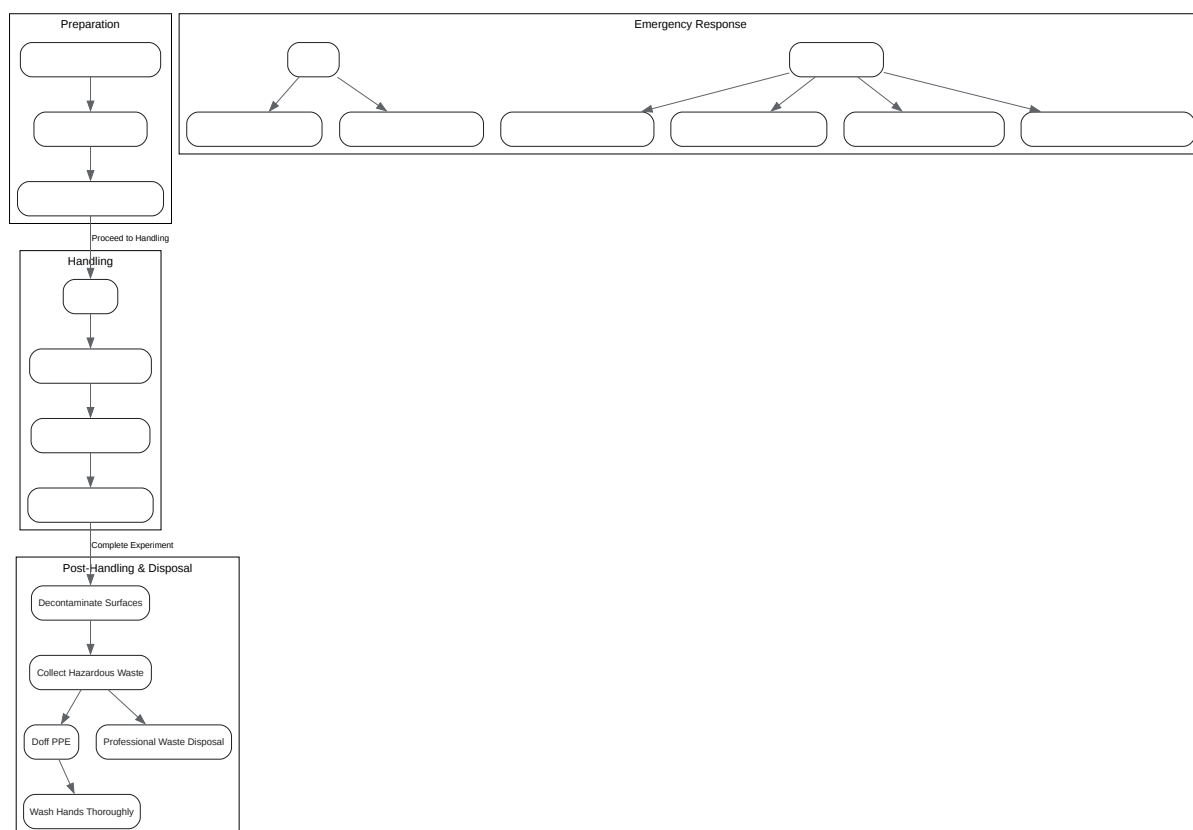 Preparation
Emergency Response
Proceed to Handling
Handling
Complete Experiment
Post-Handling & Disposal
Decontaminate Surfaces
Collect Hazardous Waste
Doff PPE
Professional Waste Disposal
Wash Hands Thoroughly